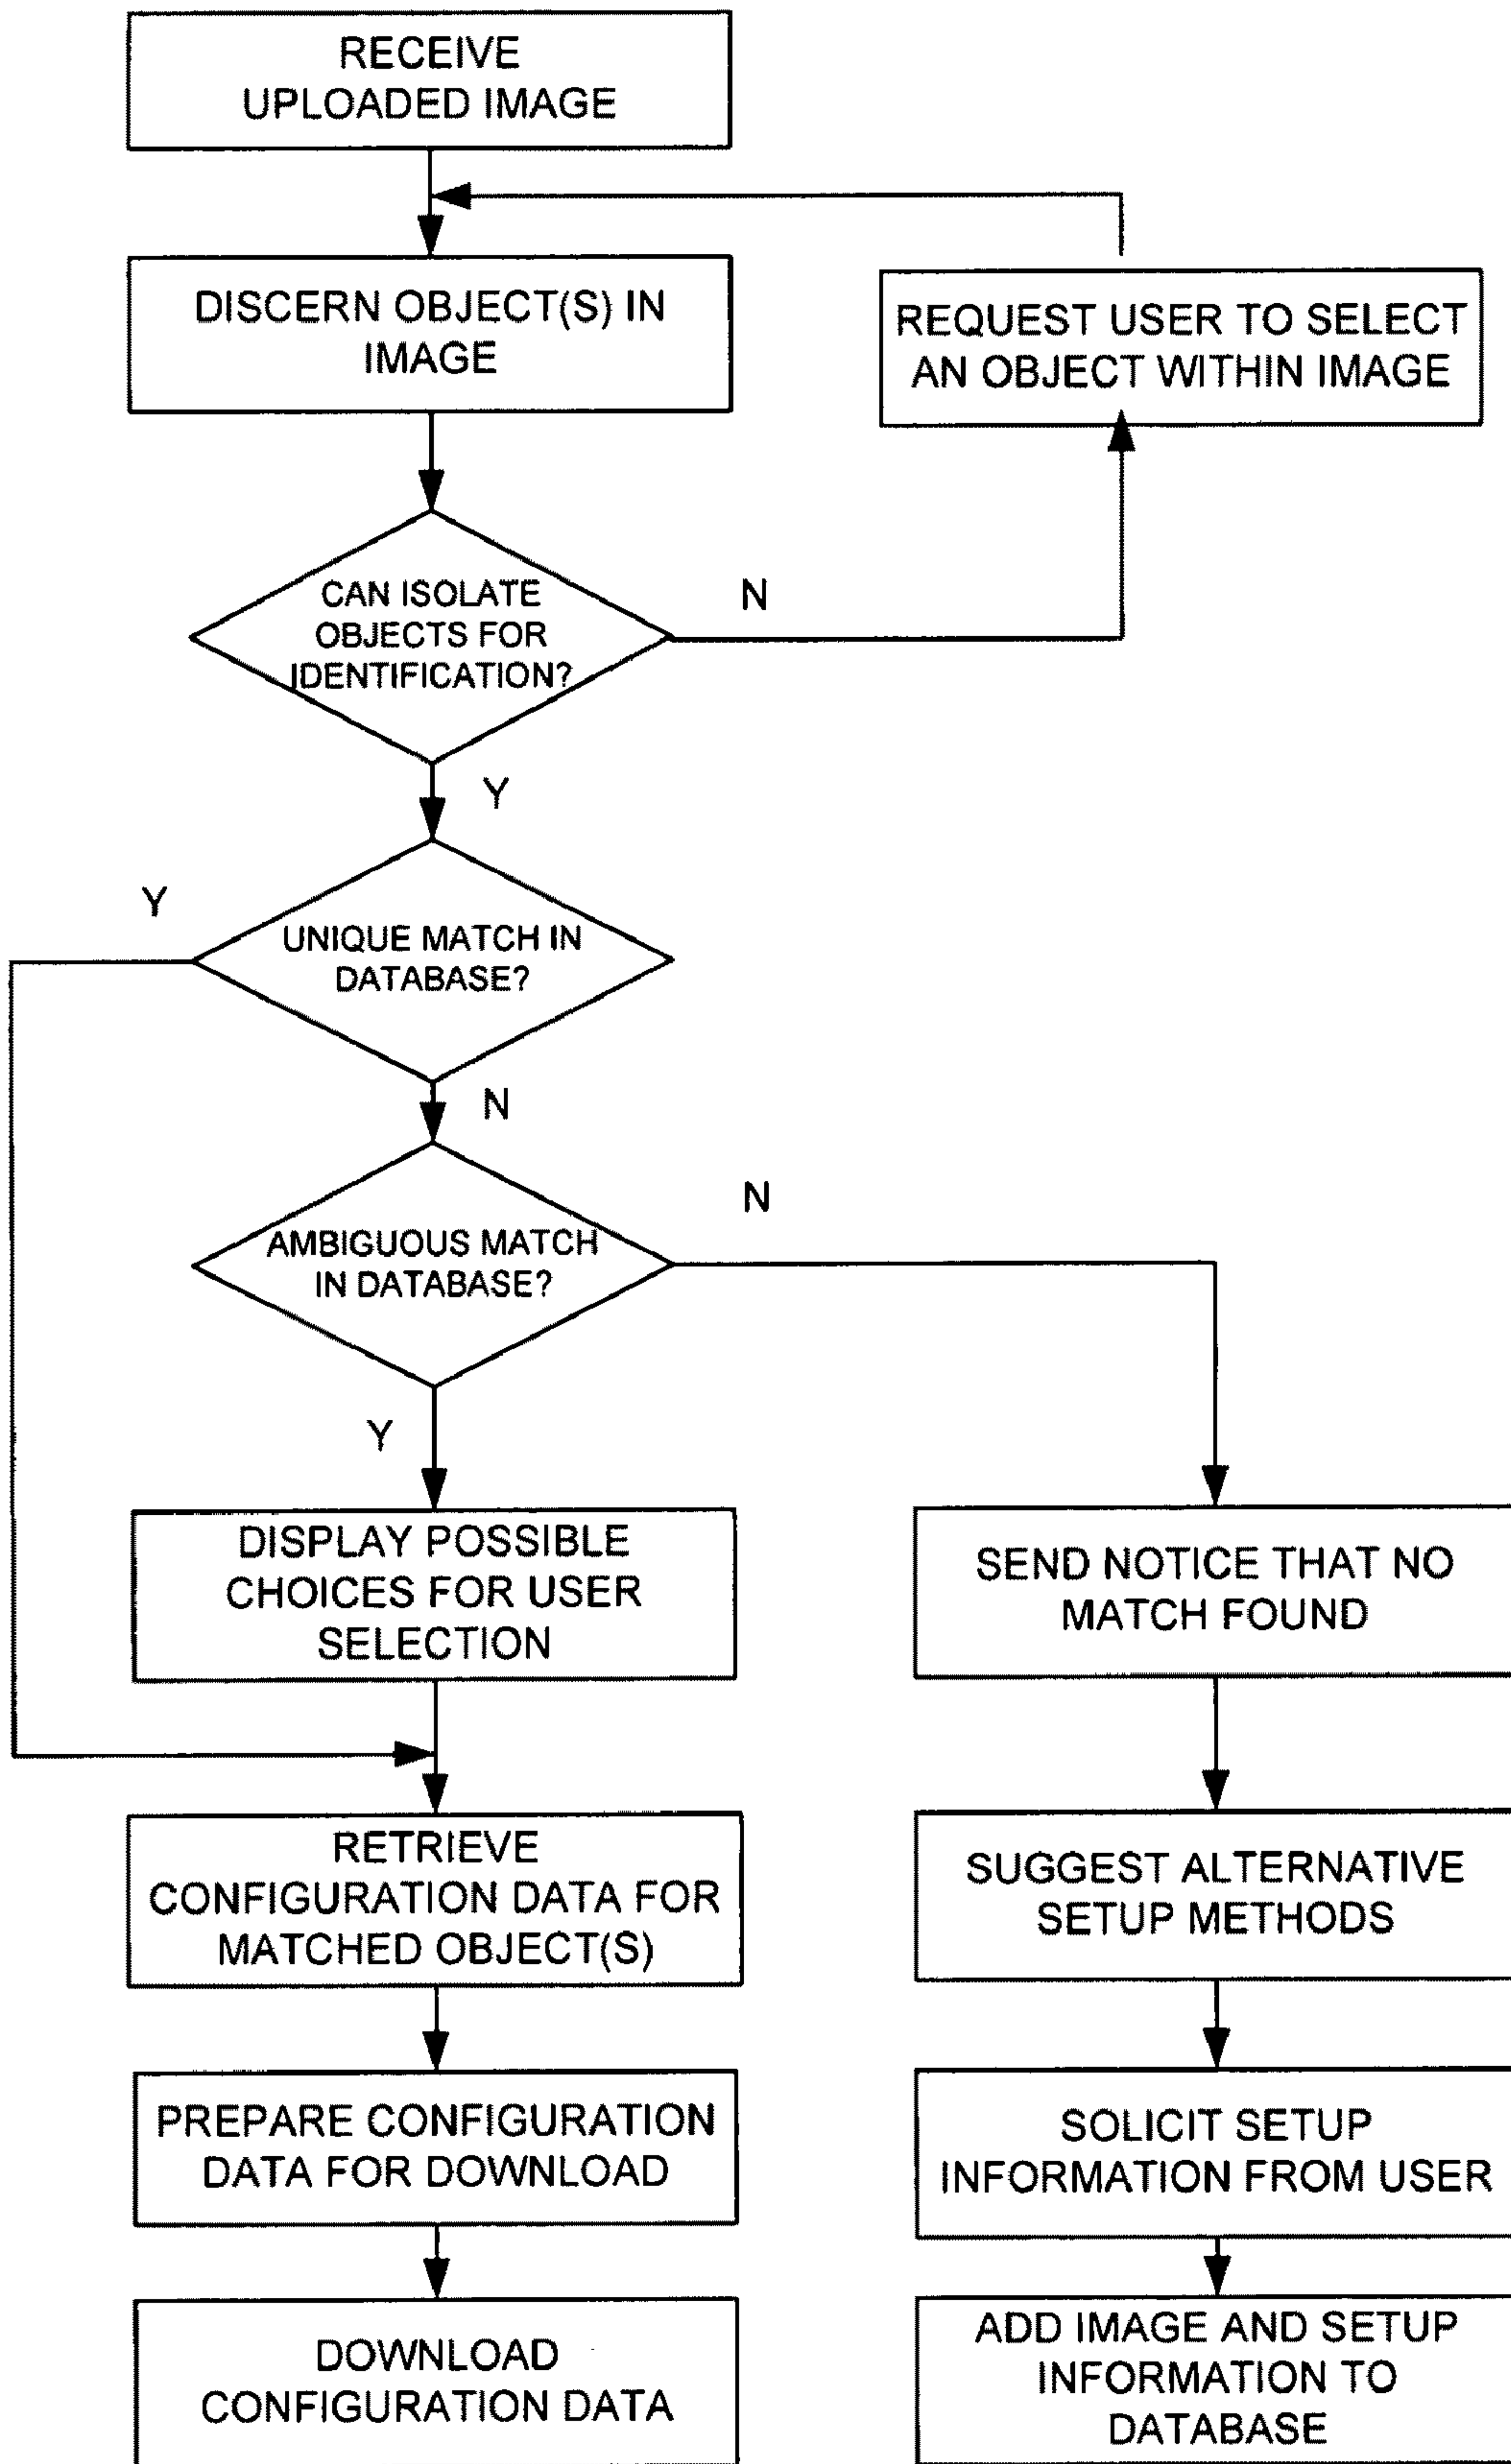 RECEIVE
UPLOADED IMAGE
DISCERN OBJECT(S) IN
IMAGE
REQUEST USER TO SELECT
AN OBJECT WITHIN IMAGE
CAN ISOLATE
OBJECTS FOR
IDENTIFICATION?
N
Y
Y
UNIQUE MATCH IN
DATABASE?
N
AMBIGUOUS MATCH
IN DATABASE?
N
Y
DISPLAY POSSIBLE
CHOICES FOR USER
SELECTION
SEND NOTICE THAT NO
MATCH FOUND
RETRIEVE
CONFIGURATION DATA FOR
MATCHED OBJECT(S)
SUGGEST ALTERNATIVE
SETUP METHODS
PREPARE CONFIGURATION
DATA FOR DOWNLOAD
SOLICIT SETUP
INFORMATION FROM USER
DOWNLOAD
CONFIGURATION DATA
ADD IMAGE AND SETUP
INFORMATION TO
DATABASE